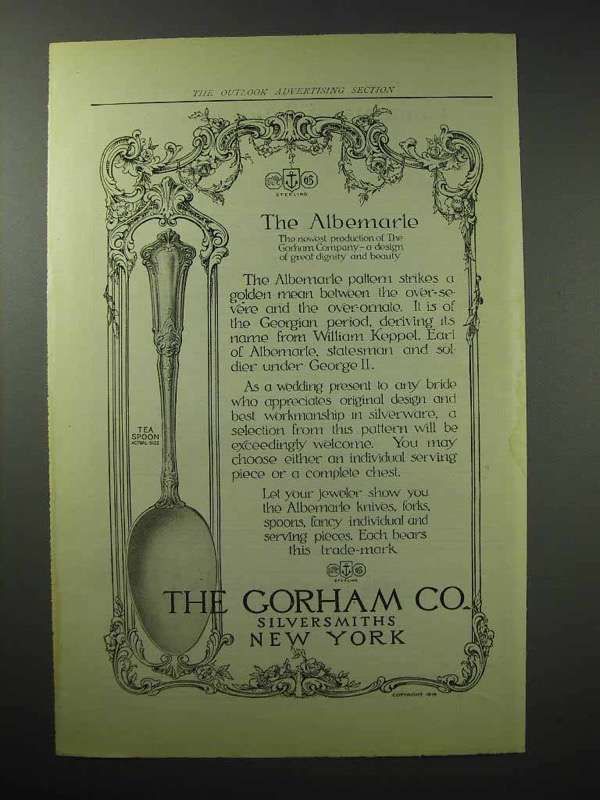 THE OUTLOOK ADVERTISING SECTION
STERLING
The Albemarle
The newest production of The
Gorham Company — a design
of great dignity and beauty
The Albemarle pattern strikes a
golden mean between the over-se-
vere and the over-ornate. It is of
the Georgian period, deriving its
name from William Keppel, Earl
of Albemarle, statesman and sol-
dier under George II.
As a wedding present to any bride
who appreciates original design and
best workmanship in silverware, a
selection from this pattern will be
exceedingly welcome. You may
choose either an individual serving
piece or a complete chest.
TEA
SPOON
ACTUAL SIZE
Let your jeweler show you
the Albemarle knives, forks,
spoons, fancy individual and
serving pieces. Each bears
this trade-mark
STERLING
THE GORHAM CO.
SILVERSMITHS
NEW YORK
COPYRIGHT